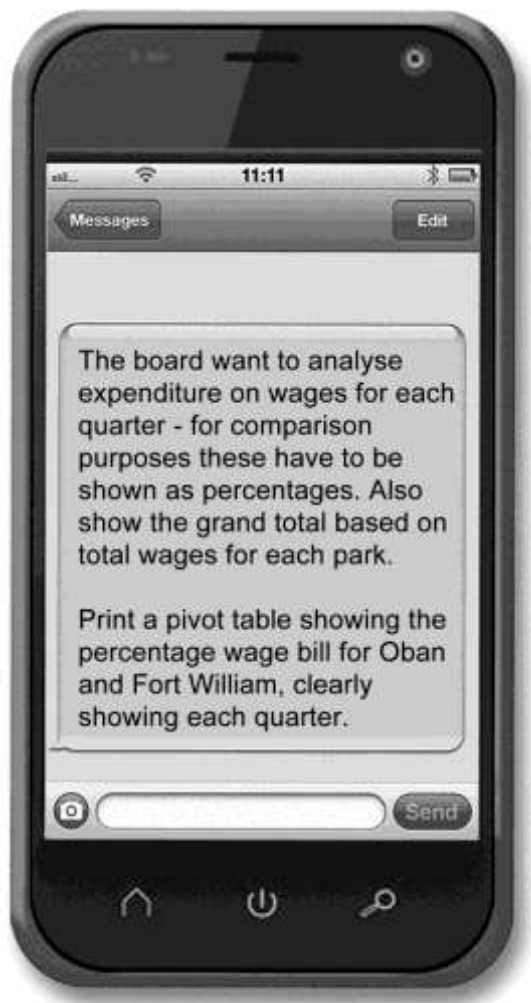 11:11
Messages
Edit
The board want to analyse
expenditure on wages for each
quarter - for comparison
purposes these have to be
shown as percentages. Also
show the grand total based on
total wages for each park.
Print a pivot table showing the
percentage wage bill for Oban
and Fort William, clearly
showing each quarter.
Send